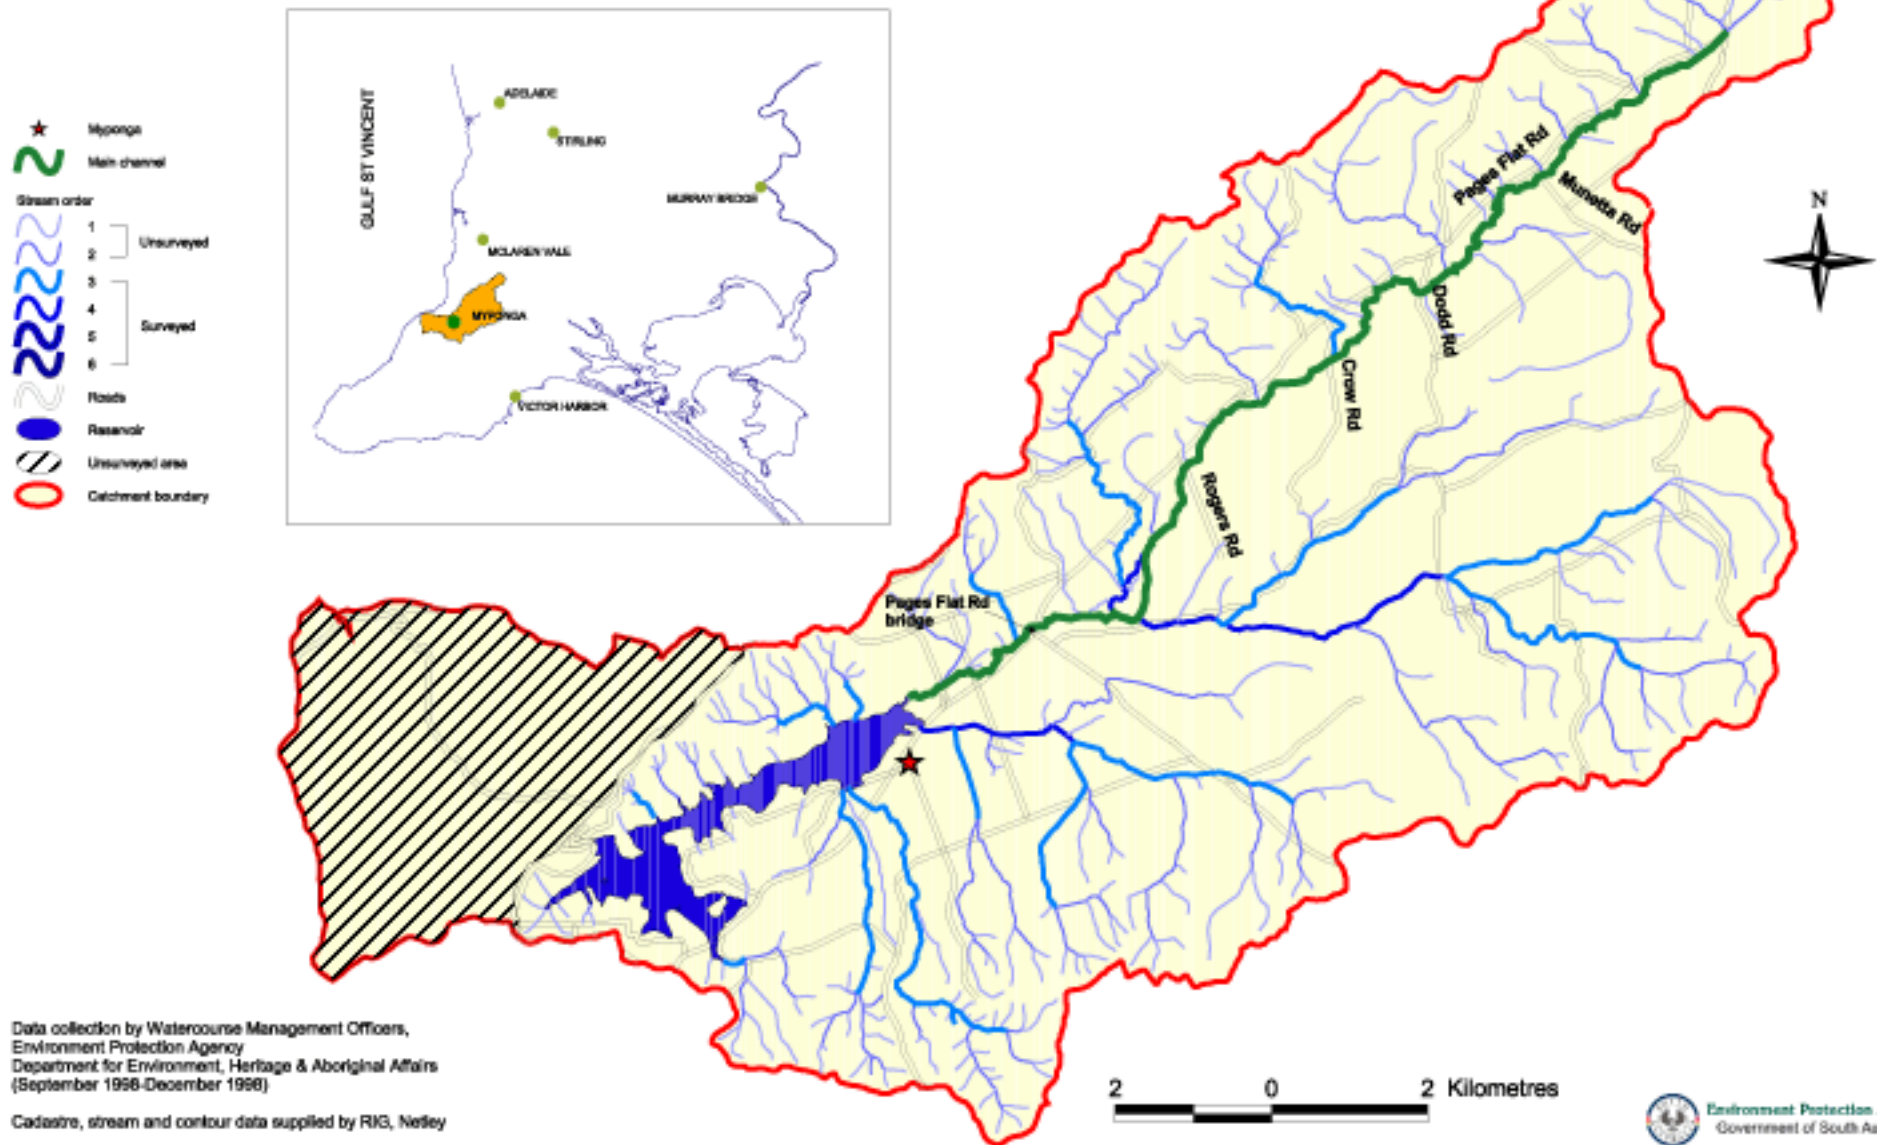 Myponga
Main channel
Stream order
1
2
Unsurveyed
3
4
5
6
Surveyed
Roads
Reservoir
Unsurveyed area
Catchment boundary
GULF ST VINCENT
ADELAIDE
STIRLING
MURRAY BRIDGE
MCLAREN VALE
MYPONGA
VICTOR HARBOR
Pages Flat Rd
Munetta Rd
N
Dodd Rd
Crow Rd
Rogers Rd
Pages Flat Rd
bridge
Data collection by Watercourse Management Officers,
Environment Protection Agency
Department for Environment, Heritage & Aboriginal Affairs
(September 1998-December 1998)
Cadastre, stream and contour data supplied by RIG, Netley
2 0 2 Kilometres
Environment Protection
Government of South Au